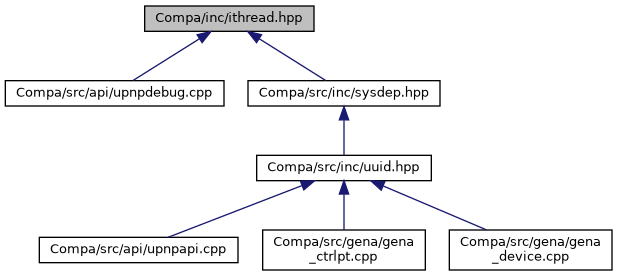 Compa/inc/ithread.hpp
Compa/src/api/upnpdebug.cpp
Compa/src/inc/sysdep.hpp
Compa/src/inc/uuid.hpp
Compa/src/api/upnpapi.cpp
Compa/src/gena/gena
_ctrlpt.cpp
Compa/src/gena/gena
_device.cpp